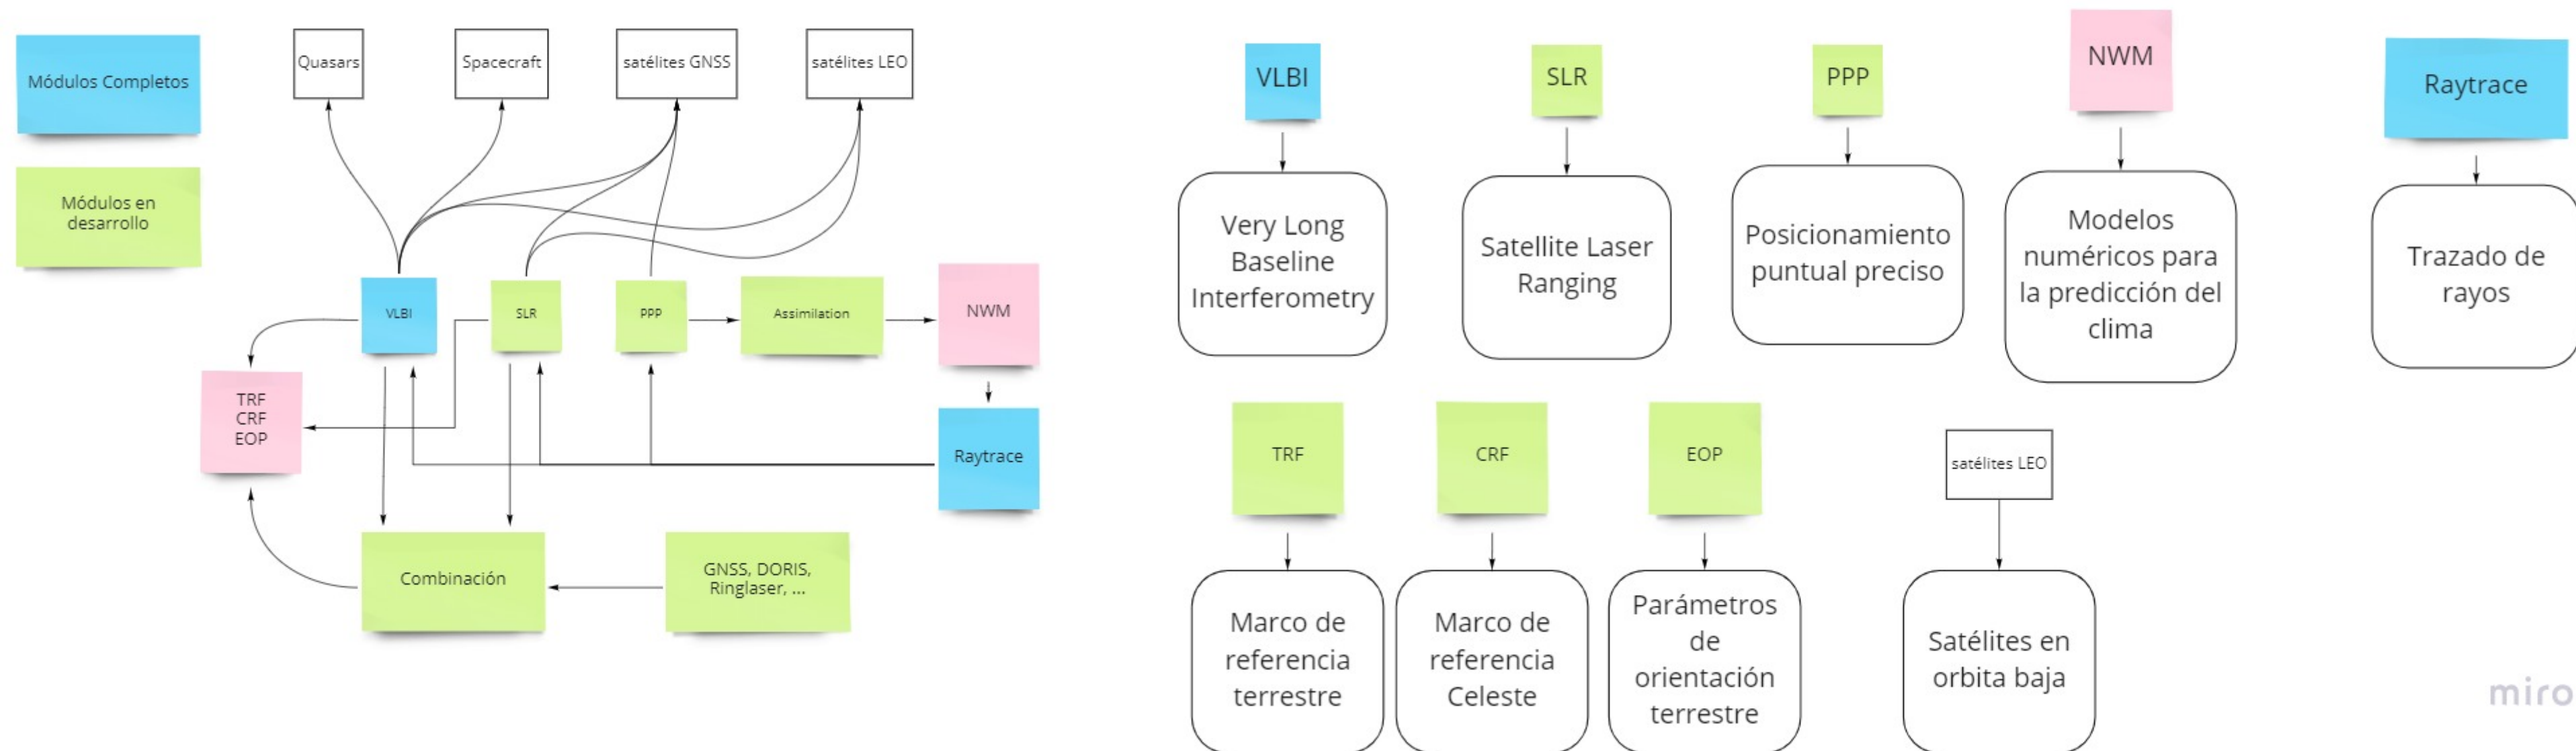 Módulos Completos
Módulos en
desarrollo
Quasars
Spacecraft
satélites GNSS
satélites LEO
VLBI
SLR
PPP
Assimilation
NWM
TRF
CRF
EOP
Raytrace
Combinación
GNSS, DORIS,
Ringlaser, ...
VLBI
Very Long
Baseline
Interferometry
SLR
Satellite Laser
Ranging
PPP
Posicionamiento
puntual preciso
NWM
Modelos
numéricos para
la predicción del
clima
Raytrace
Trazado de
rayos
TRF
Marco de
referencia
terrestre
CRF
Marco de
referencia
Celeste
EOP
Parámetros
de
orientación
terrestre
satélites LEO
Satélites en
orbita baja
miro